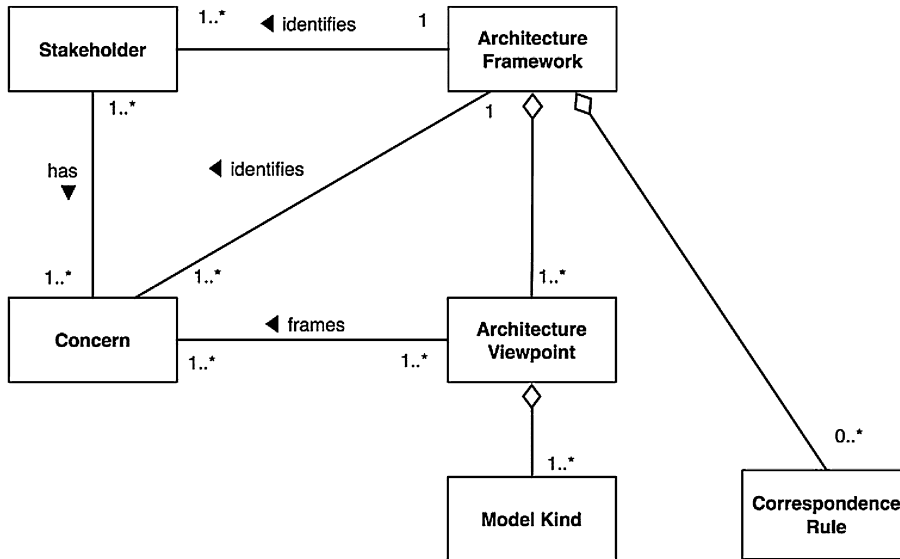 1..*
identifies
1
Stakeholder
Architecture
Framework
1..*
1
has
identifies
1..*
1..*
1..*
frames
Concern
Architecture
Viewpoint
1..*
1..*
1..*
0..*
Model Kind
Correspondence
Rule